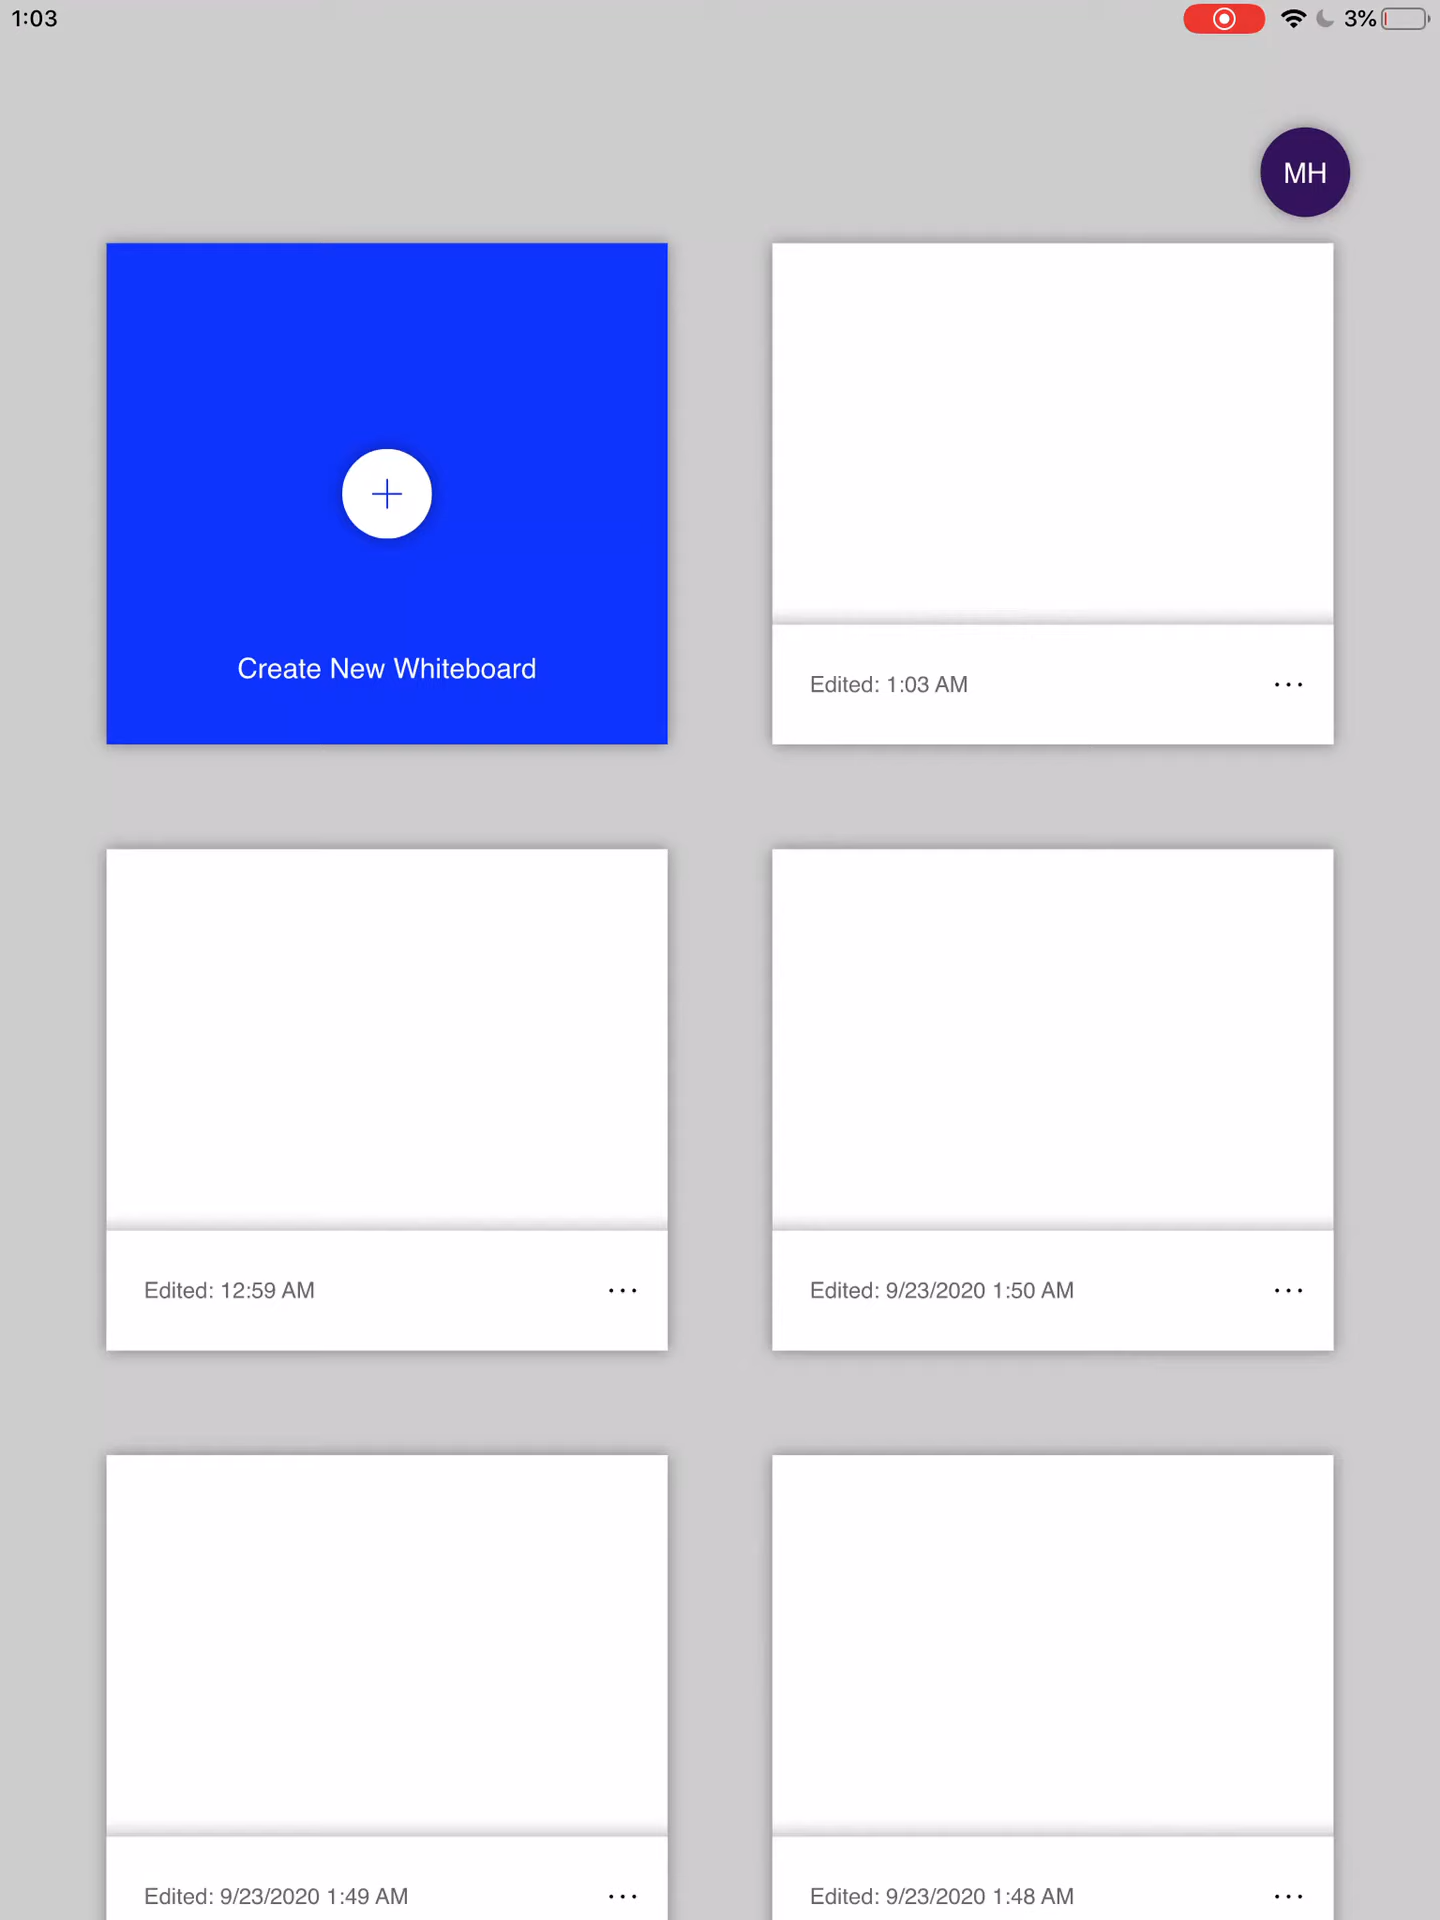 1:03
3%
MH
Create New Whiteboard
Edited: 1:03 AM
Edited: 12:59 AM
Edited: 9/23/2020 1:50 AM
Edited: 9/23/2020 1:49 AM
Edited: 9/23/2020 1:48 AM